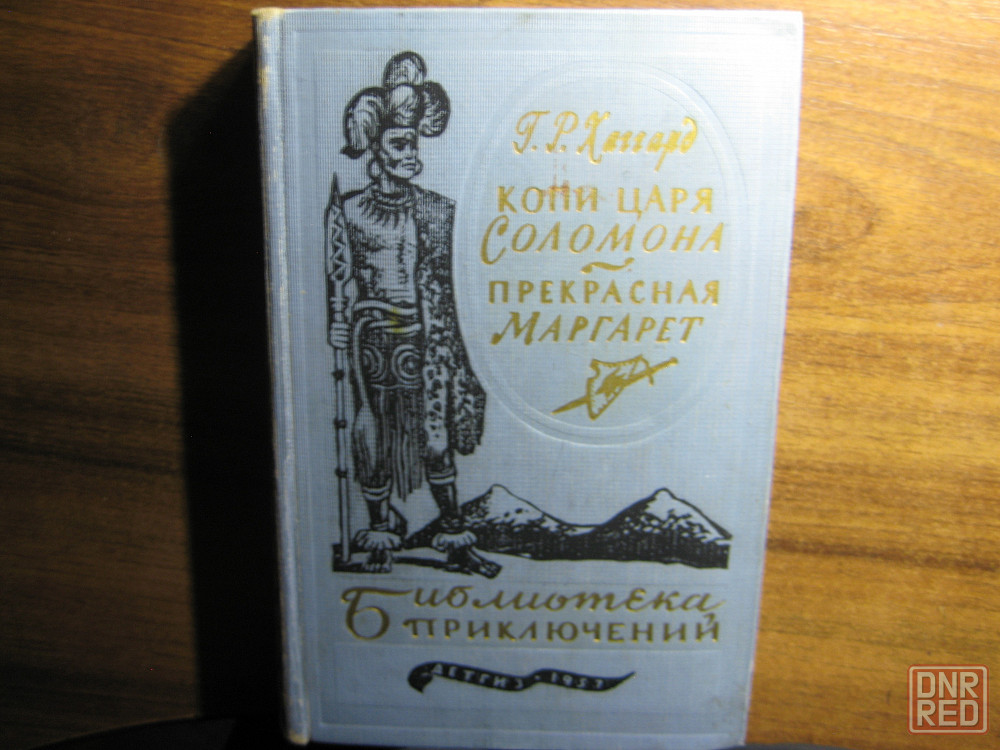 Г. Р. Хаггард
КОПИ ЦАРЯ
СОЛОМОНА
ПРЕКРАСНАЯ
МАРГАРЕТ
Библиотека
ПРИКЛЮЧЕНИЙ
ДЕТГИЗ • 1957
DNR
RED